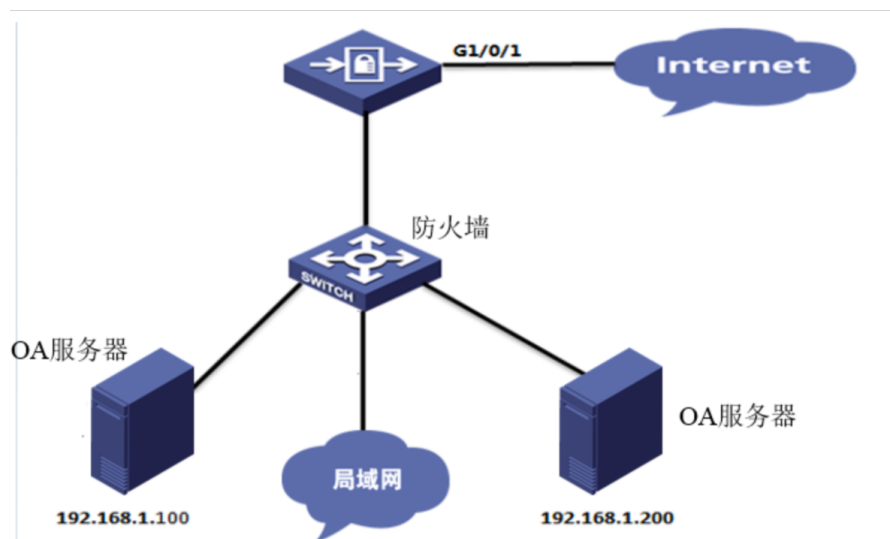 G1/0/1
Internet
防火墙
SWITCH
OA服务器
OA服务器
局域网
192.168.1.100
192.168.1.200